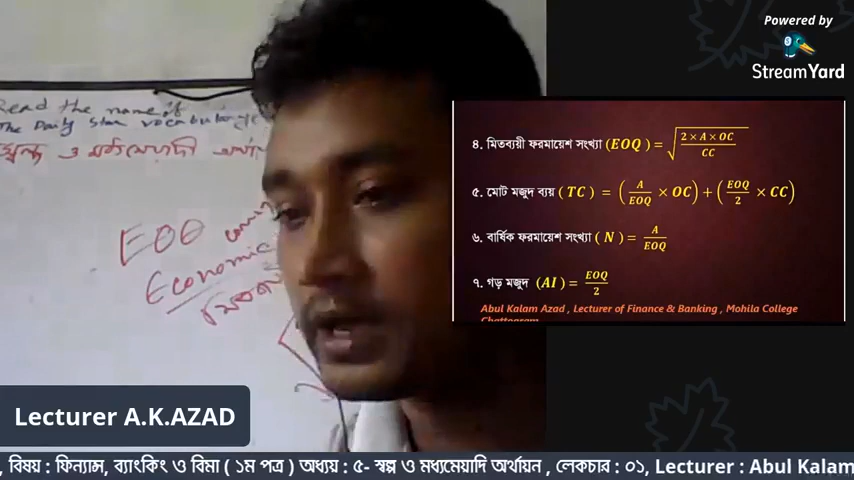 Powered by
StreamYard
Read the name of
The Daily Star vocabulary
EOQ
Economic
৪. মিতব্যয়ী ফরমায়েশ সংখ্যা (EOQ) = √(2 × A × OC / CC)
৫. মোট মজুদ ব্যয় ( TC ) = (A/EOQ × OC) + (EOQ/2 × CC)
৬. বার্ষিক ফরমায়েশ সংখ্যা ( N ) = A/EOQ
৭. গড় মজুদ (AI) = EOQ/2
Abul Kalam Azad , Lecturer of Finance & Banking , Mohila College
Chattogram
Lecturer A.K.AZAD
, বিষয় : ফিন্যান্স, ব্যাংকিং ও বিমা ( ১ম পত্র ) অধ্যয় : ৫- স্বল্প ও মধ্যমেয়াদি অর্থায়ন , লেকচার : ০১, Lecturer : Abul Kalam